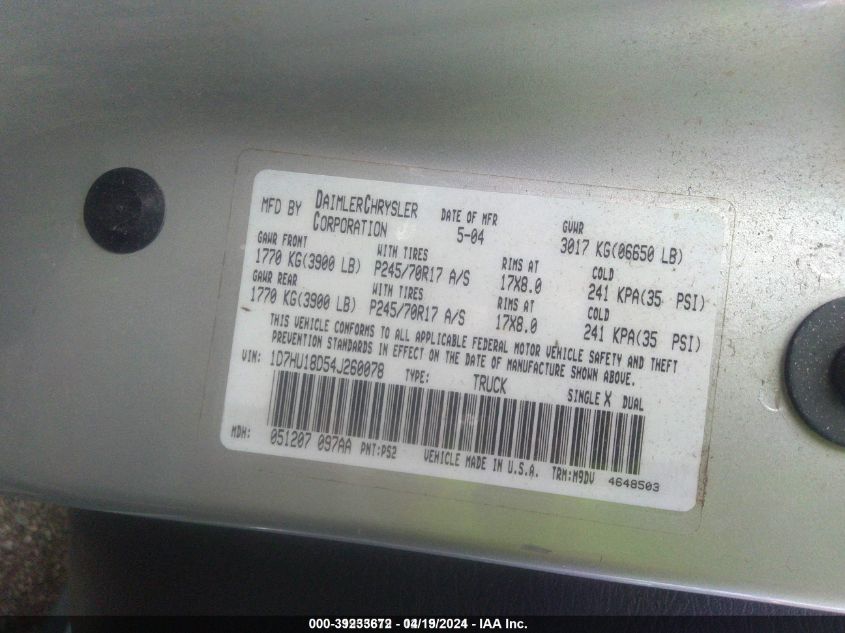 MFD BY DAIMLERCHRYSLER CORPORATION DATE OF MFR 5-04 GVWR 3017 KG(06650 LB)
GAWR FRONT WITH TIRES RIMS AT COLD
1770 KG(3900 LB) P245/70R17 A/S 17X8.0 241 KPA(35 PSI)
GAWR REAR WITH TIRES RIMS AT COLD
1770 KG(3900 LB) P245/70R17 A/S 17X8.0 241 KPA(35 PSI)
THIS VEHICLE CONFORMS TO ALL APPLICABLE FEDERAL MOTOR VEHICLE SAFETY AND THEFT
PREVENTION STANDARDS IN EFFECT ON THE DATE OF MANUFACTURE SHOWN ABOVE.
VIN: 1D7HU18D54J260078 TYPE: TRUCK SINGLE X DUAL
MDH: 051207 097AA PNT:PS2 VEHICLE MADE IN U.S.A. TRM:M9DV 4648503
000-39233672 - 04/19/2024 - IAA Inc.